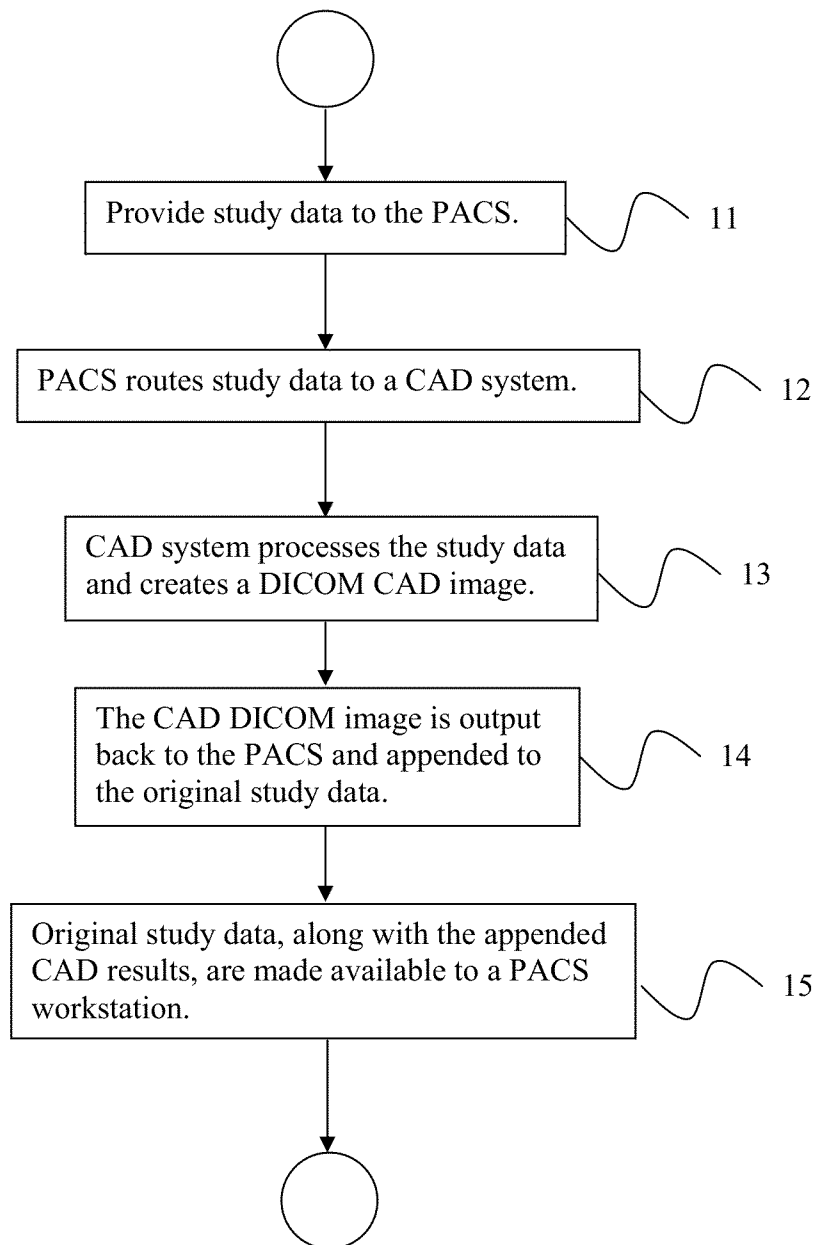 Provide study data to the PACS.
11
PACS routes study data to a CAD system.
12
CAD system processes the study data
and creates a DICOM CAD image.
13
The CAD DICOM image is output
back to the PACS and appended to
the original study data.
14
Original study data, along with the appended
CAD results, are made available to a PACS
workstation.
15